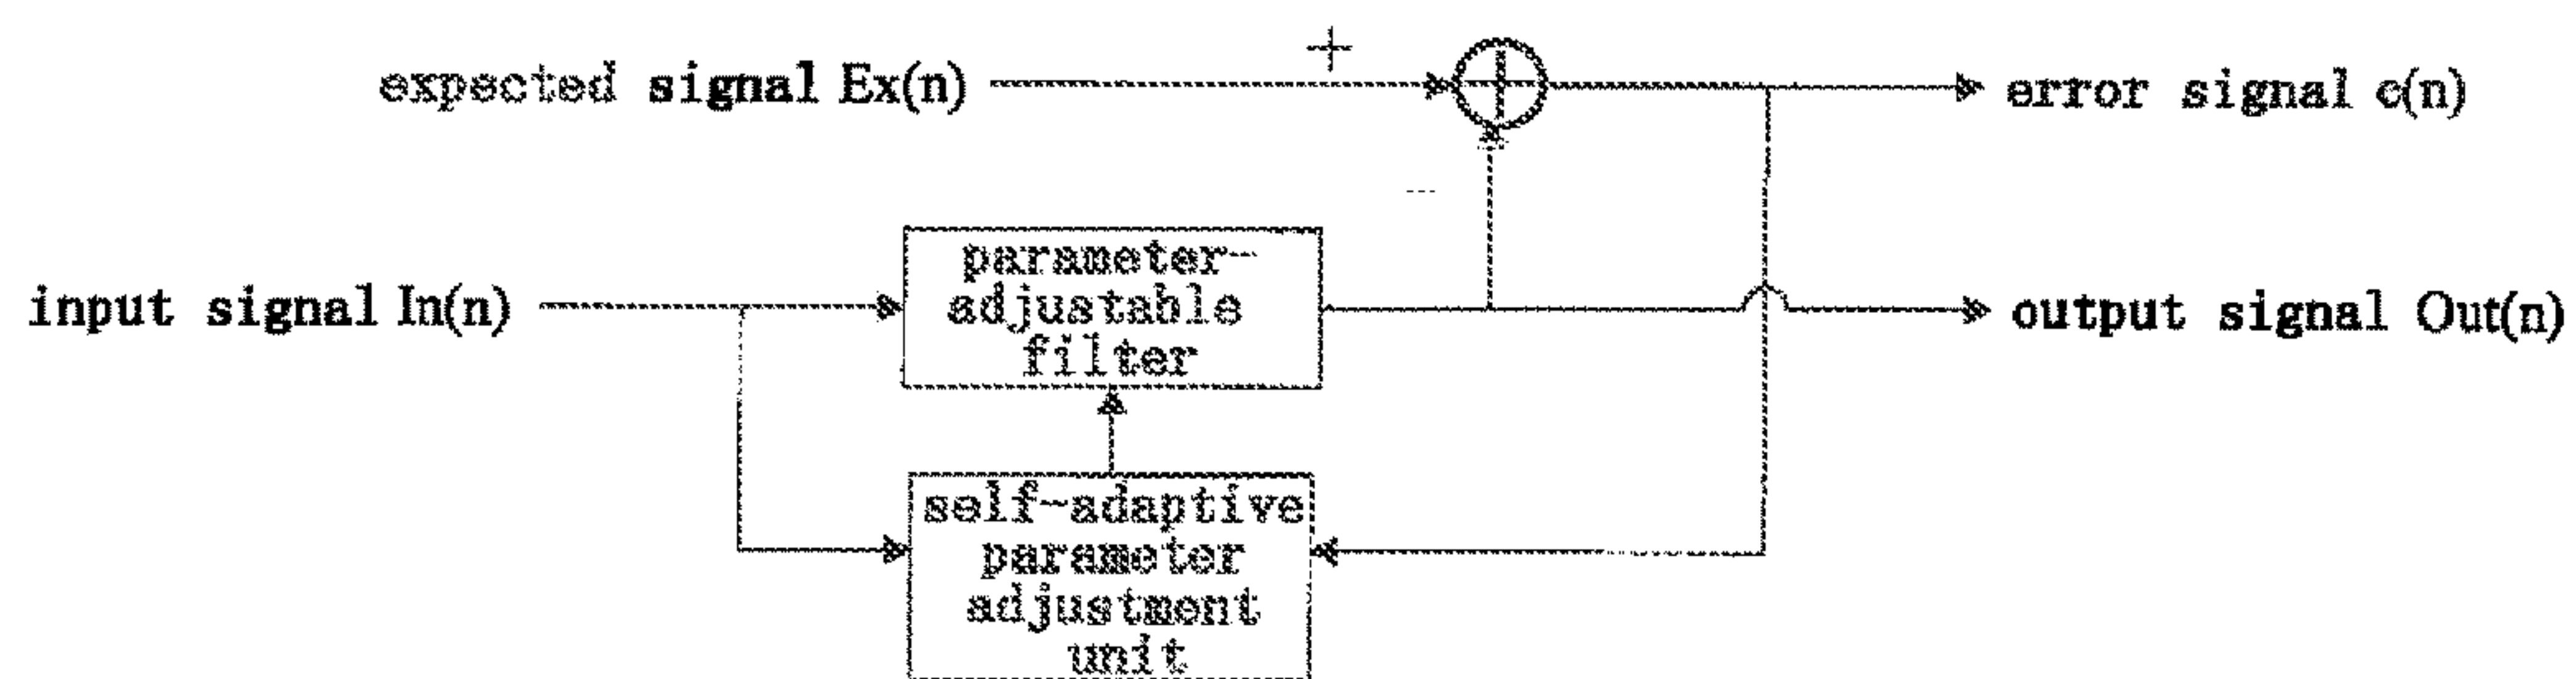 +
expected signal Ex(n)
error signal e(n)
-
input signal In(n)
parameter-
adjustable
filter
output signal Out(n)
self-adaptive
parameter
adjustment
unit